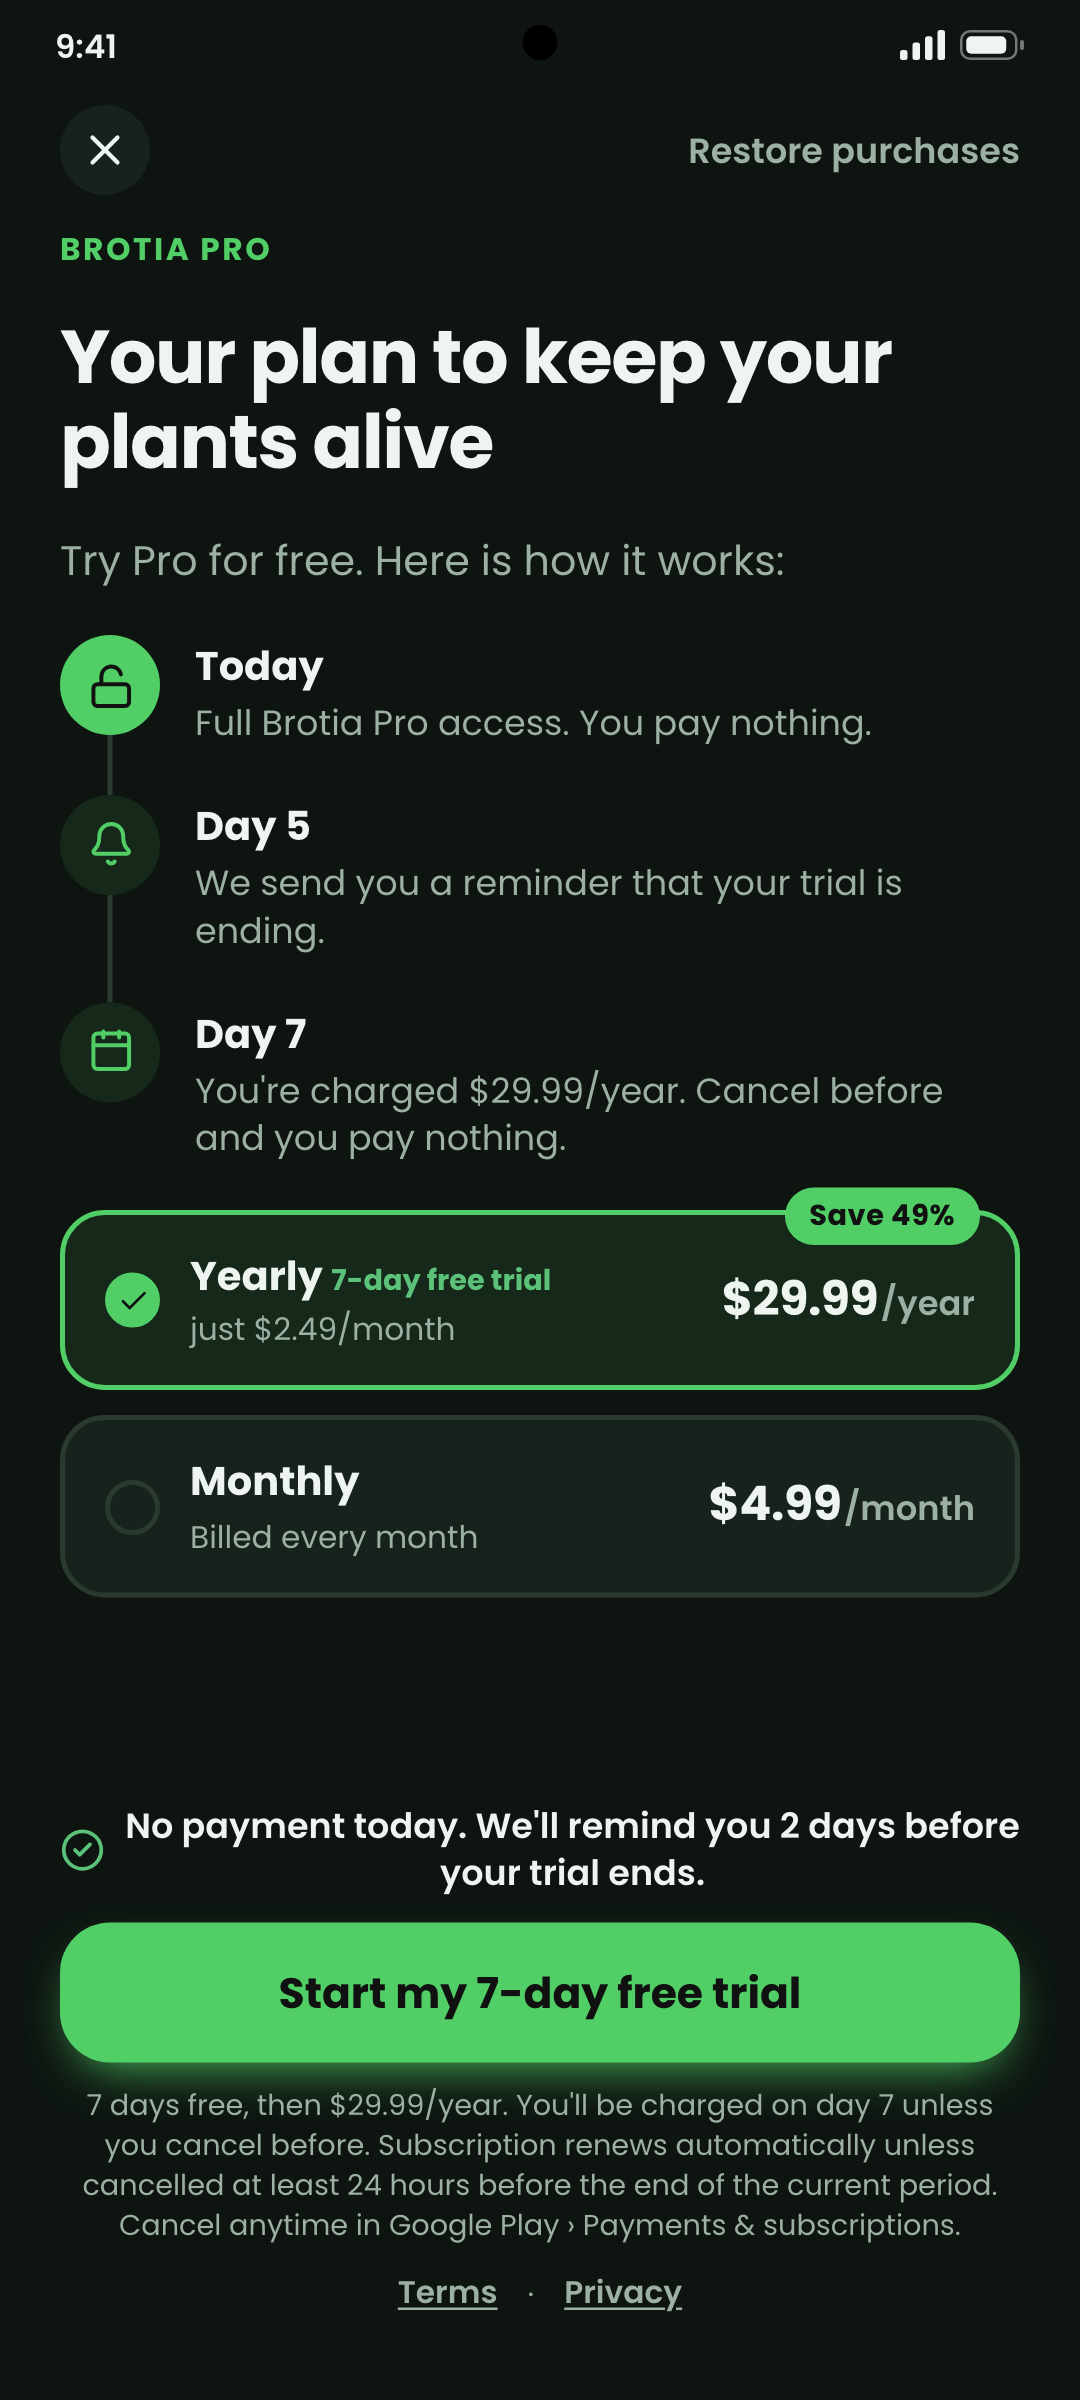 9:41
Restore purchases
BROTIA PRO
Your plan to keep your
plants alive
Try Pro for free. Here is how it works:
Today
Full Brotia Pro access. You pay nothing.
Day 5
We send you a reminder that your trial is
ending.
Day 7
You're charged $29.99/year. Cancel before
and you pay nothing.
Save 49%
Yearly 7-day free trial
$29.99/year
just $2.49/month
Monthly
$4.99/month
Billed every month
No payment today. We'll remind you 2 days before
your trial ends.
Start my 7-day free trial
7 days free, then $29.99/year. You'll be charged on day 7 unless
you cancel before. Subscription renews automatically unless
cancelled at least 24 hours before the end of the current period.
Cancel anytime in Google Play › Payments & subscriptions.
Terms · Privacy